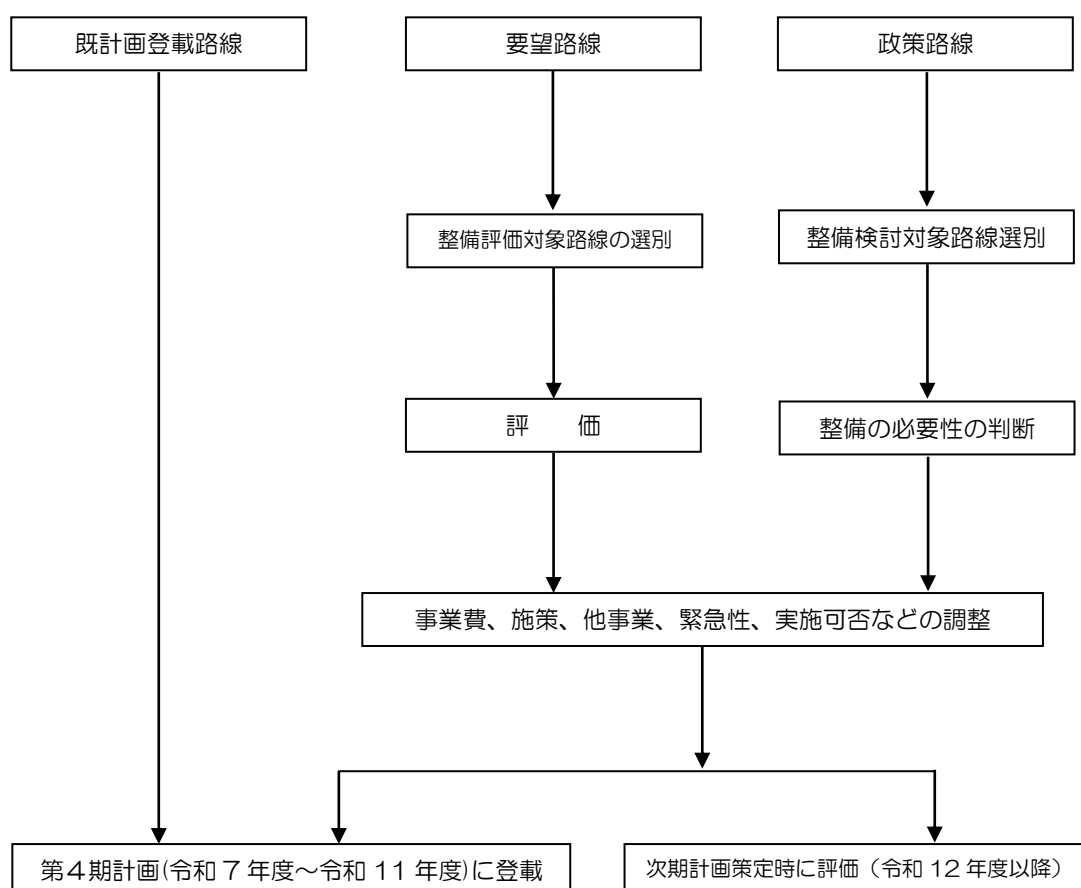 既計画登載路線
要望路線
政策路線
整備評価対象路線の選別
整備検討対象路線選別
評　　価
整備の必要性の判断
事業費、施策、他事業、緊急性、実施可否などの調整
第４期計画(令和７年度～令和 11 年度)に登載
次期計画策定時に評価（令和 12 年度以降）